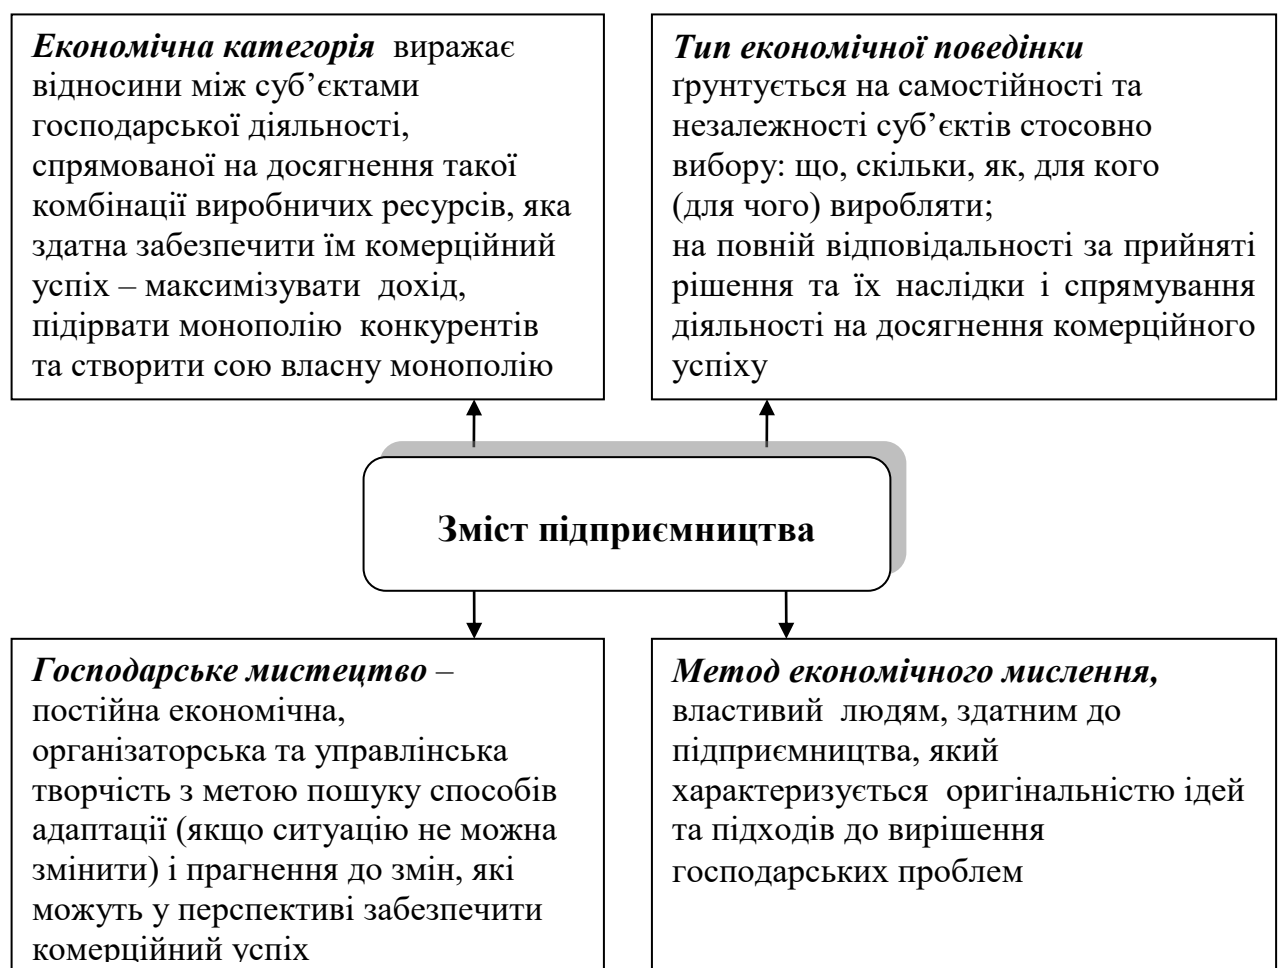 Економічна категорія виражає
відносини між суб’єктами
господарської діяльності,
спрямованої на досягнення такої
комбінації виробничих ресурсів, яка
здатна забезпечити їм комерційний
успіх – максимізувати дохід,
підірвати монополію конкурентів
та створити сою власну монополію
Тип економічної поведінки
ґрунтується на самостійності та
незалежності суб’єктів стосовно
вибору: що, скільки, як, для кого
(для чого) виробляти;
на повній відповідальності за прийняті
рішення та їх наслідки і спрямування
діяльності на досягнення комерційного
успіху
Зміст підприємництва
Господарське мистецтво –
постійна економічна,
організаторська та управлінська
творчість з метою пошуку способів
адаптації (якщо ситуацію не можна
змінити) і прагнення до змін, які
можуть у перспективі забезпечити
комерційний успіх
Метод економічного мислення,
властивий людям, здатним до
підприємництва, який
характеризується оригінальністю ідей
та підходів до вирішення
господарських проблем